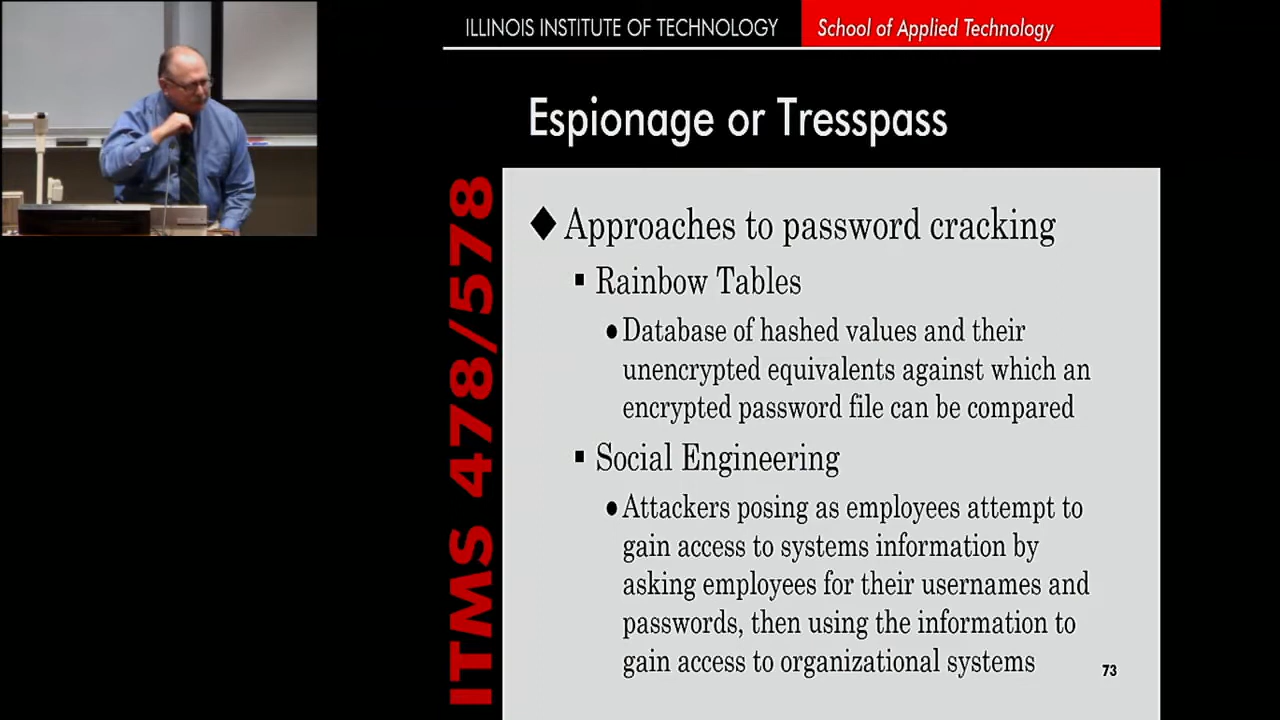 ILLINOIS INSTITUTE OF TECHNOLOGY School of Applied Technology
Espionage or Tresspass
ITMS 478/578
◆ Approaches to password cracking
▪ Rainbow Tables
● Database of hashed values and their
unencrypted equivalents against which an
encrypted password file can be compared
▪ Social Engineering
● Attackers posing as employees attempt to
gain access to systems information by
asking employees for their usernames and
passwords, then using the information to
gain access to organizational systems
73